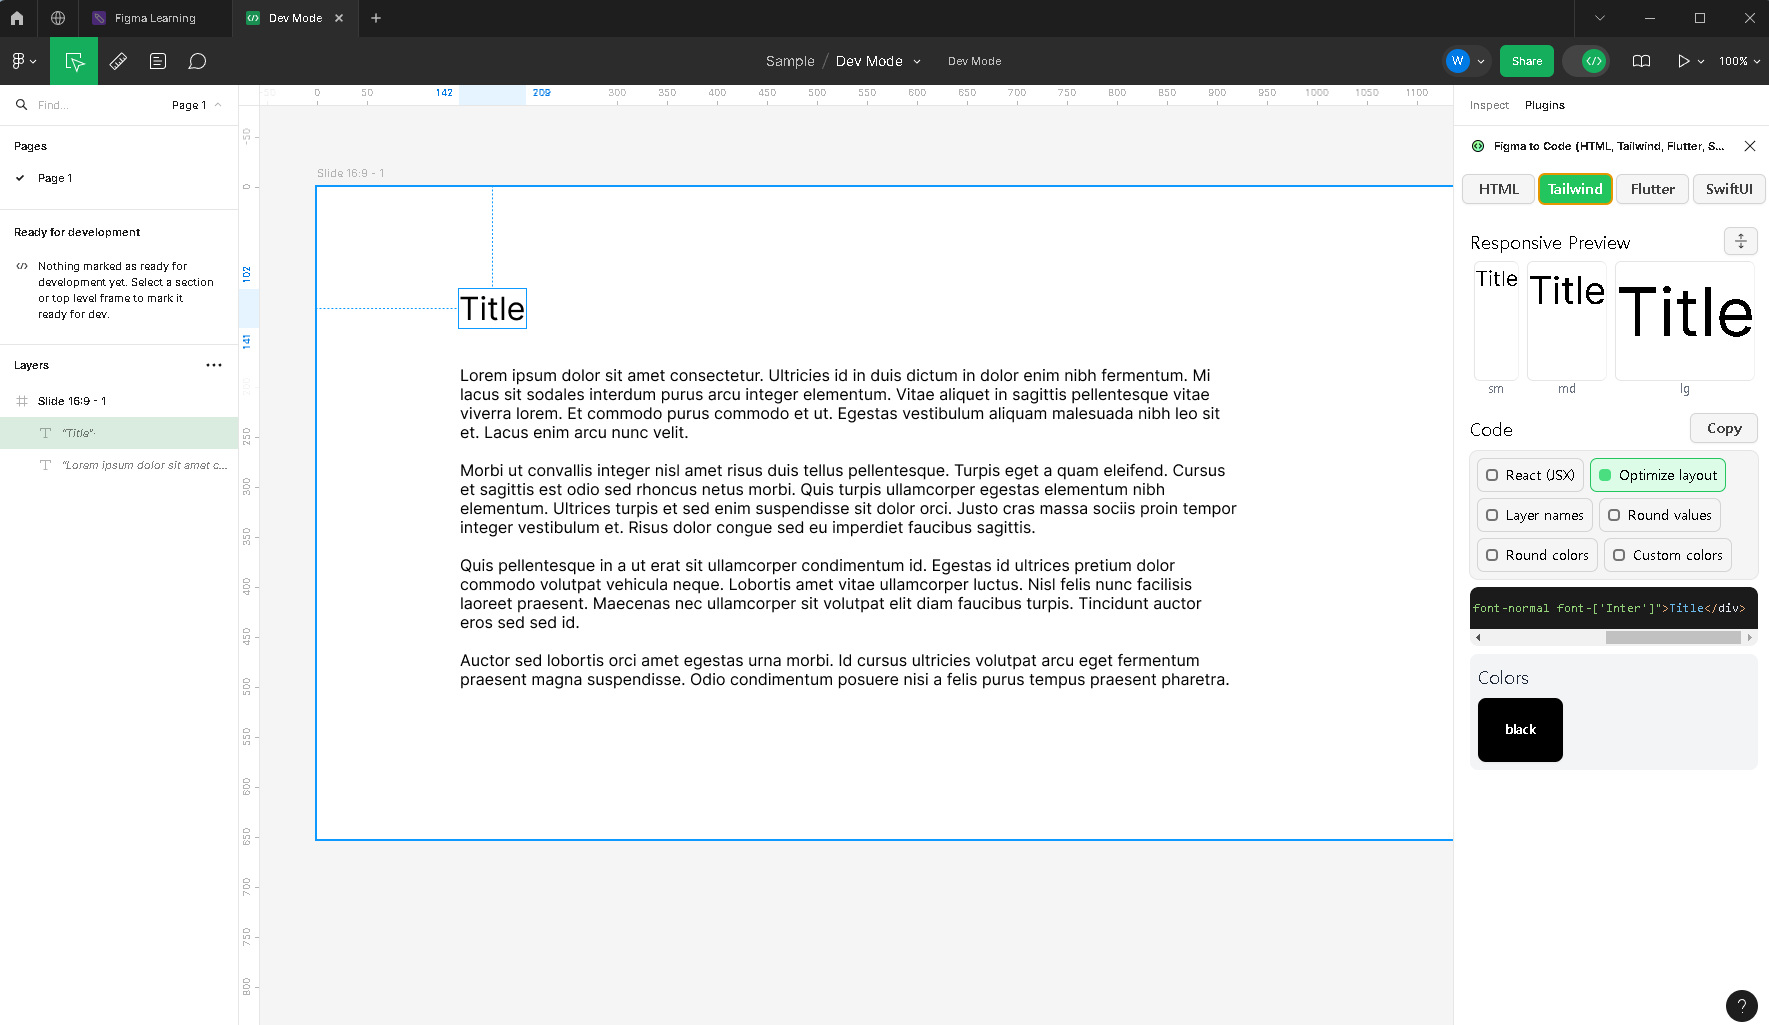 Figma Learning
Dev Mode
Sample / Dev Mode
Dev Mode
W
Share
100%
Find...
Page 1
Pages
Page 1
Ready for development
Nothing marked as ready for
development yet. Select a section
or top level frame to mark it
ready for dev.
Layers
Slide 16:9 - 1
"Title"
"Lorem ipsum dolor sit amet c...
0 50 142 209 300 350 400 450 500 550 600 650 700 750 800 850 900 950 1000 1050 1100
-50
0
102
141
250
300
350
400
450
500
550
600
650
700
750
800
Slide 16:9 - 1
Title
Lorem ipsum dolor sit amet consectetur. Ultricies id in duis dictum in dolor enim nibh fermentum. Mi
lacus sit sodales interdum purus arcu integer elementum. Vitae aliquet in sagittis pellentesque vitae
viverra lorem. Et commodo purus commodo et ut. Egestas vestibulum aliquam malesuada nibh leo sit
et. Lacus enim arcu nunc velit.
Morbi ut convallis integer nisl amet risus duis tellus pellentesque. Turpis eget a quam eleifend. Cursus
et sagittis est odio sed rhoncus netus morbi. Quis turpis ullamcorper egestas elementum nibh
elementum. Ultrices turpis et sed enim suspendisse sit dolor orci. Justo cras massa sociis proin tempor
integer vestibulum et. Risus dolor congue sed eu imperdiet faucibus sagittis.
Quis pellentesque in a ut erat sit ullamcorper condimentum id. Egestas id ultrices pretium dolor
commodo volutpat vehicula neque. Lobortis amet vitae ullamcorper luctus. Nisl felis nunc facilisis
laoreet praesent. Maecenas nec ullamcorper sit volutpat elit diam faucibus turpis. Tincidunt auctor
eros sed sed id.
Auctor sed lobortis orci amet egestas urna morbi. Id cursus ultricies volutpat arcu eget fermentum
praesent magna suspendisse. Odio condimentum posuere nisi a felis purus tempus praesent pharetra.
Inspect
Plugins
Figma to Code (HTML, Tailwind, Flutter, S...
HTML
Tailwind
Flutter
SwiftUI
Responsive Preview
Title
Title
Title
sm
md
lg
Code
Copy
React (JSX)
Optimize layout
Layer names
Round values
Round colors
Custom colors
font-normal font-['Inter']">Title</div>
Colors
black
?